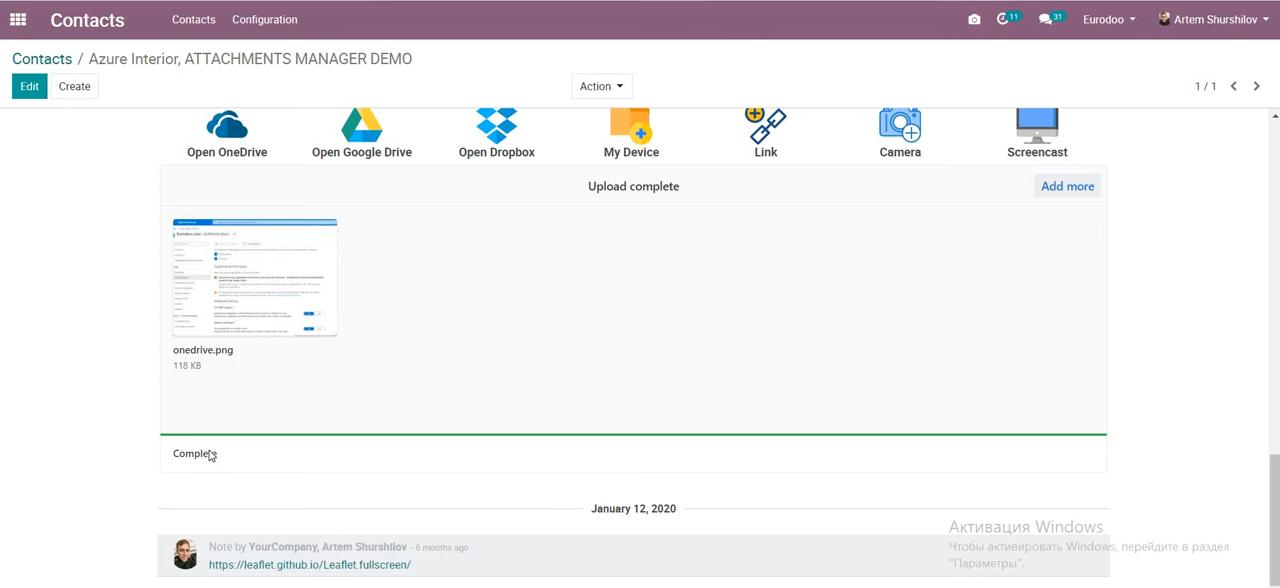 Contacts Contacts Configuration 11 31 Eurodoo Artem Shurshilov
Contacts / Azure Interior, ATTACHMENTS MANAGER DEMO
Edit Create Action 1 / 1
Open OneDrive Open Google Drive Open Dropbox My Device Link Camera Screencast
Upload complete Add more
onedrive.png
118 KB
Complete
January 12, 2020
Активация Windows
Note by YourCompany, Artem Shurshilov - 6 months ago
Чтобы активировать Windows, перейдите в раздел
https://leaflet.github.io/Leaflet.fullscreen/
"Параметры".